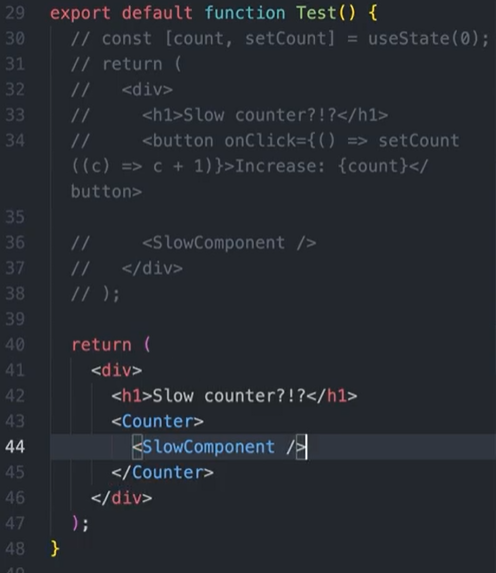 29 export default function Test() {
30   // const [count, setCount] = useState(0);
31   // return (
32   //   <div>
33   //     <h1>Slow counter?!?</h1>
34   //     <button onClick={() => setCount
((c) => c + 1)}>Increase: {count}</
button>
35
36   //     <SlowComponent />
37   //   </div>
38   // );
39
40   return (
41     <div>
42       <h1>Slow counter?!?</h1>
43       <Counter>
44         <SlowComponent />
45       </Counter>
46     </div>
47   );
48 }